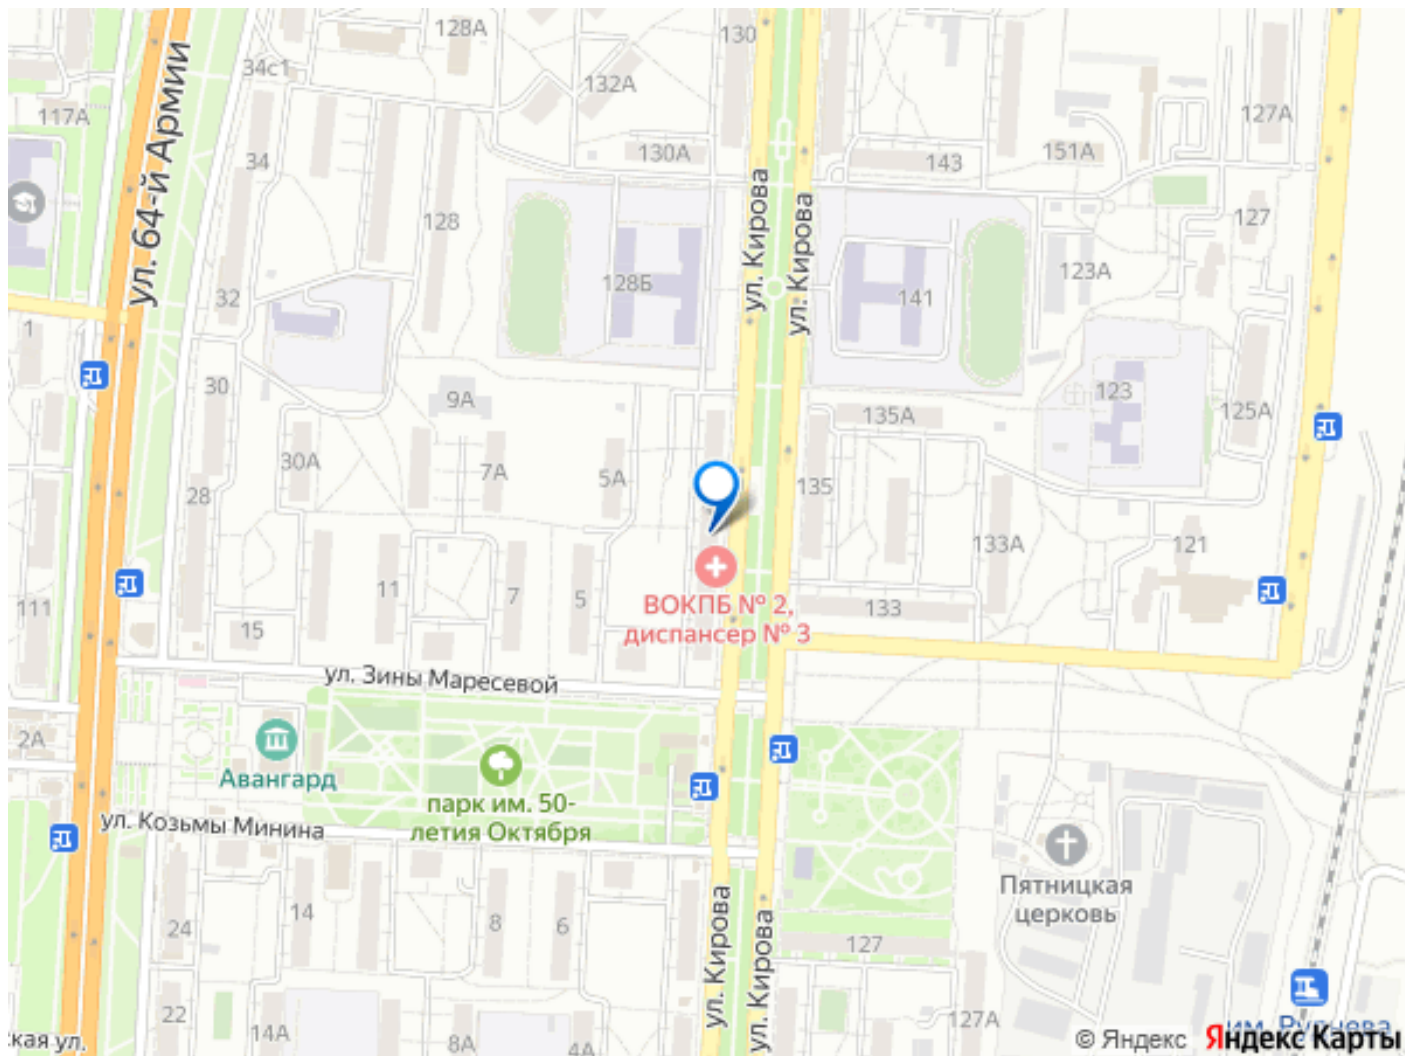 128А
130
34с1
132А
117А
ул. 64-й Армии
127А
130А
143
151А
34
ул. Кирова
ул. Кирова
128
127
128Б
123А
141
32
1
30
9А
123
135А
125А
30А
7А
5А
135
28
133А
121
11
7
5
133
111
15
ВОКПБ № 2,
диспансер № 3
ул. Зины Маресевой
2А
Авангард
парк им. 50-
летия Октября
ул. Козьмы Минина
Пятницкая
церковь
14
24
8
6
127
ул. Кирова
ул. Кирова
22
14А
8А
4А
127А
ская ул.
им. Руднева
© Яндекс Яндекс Карты